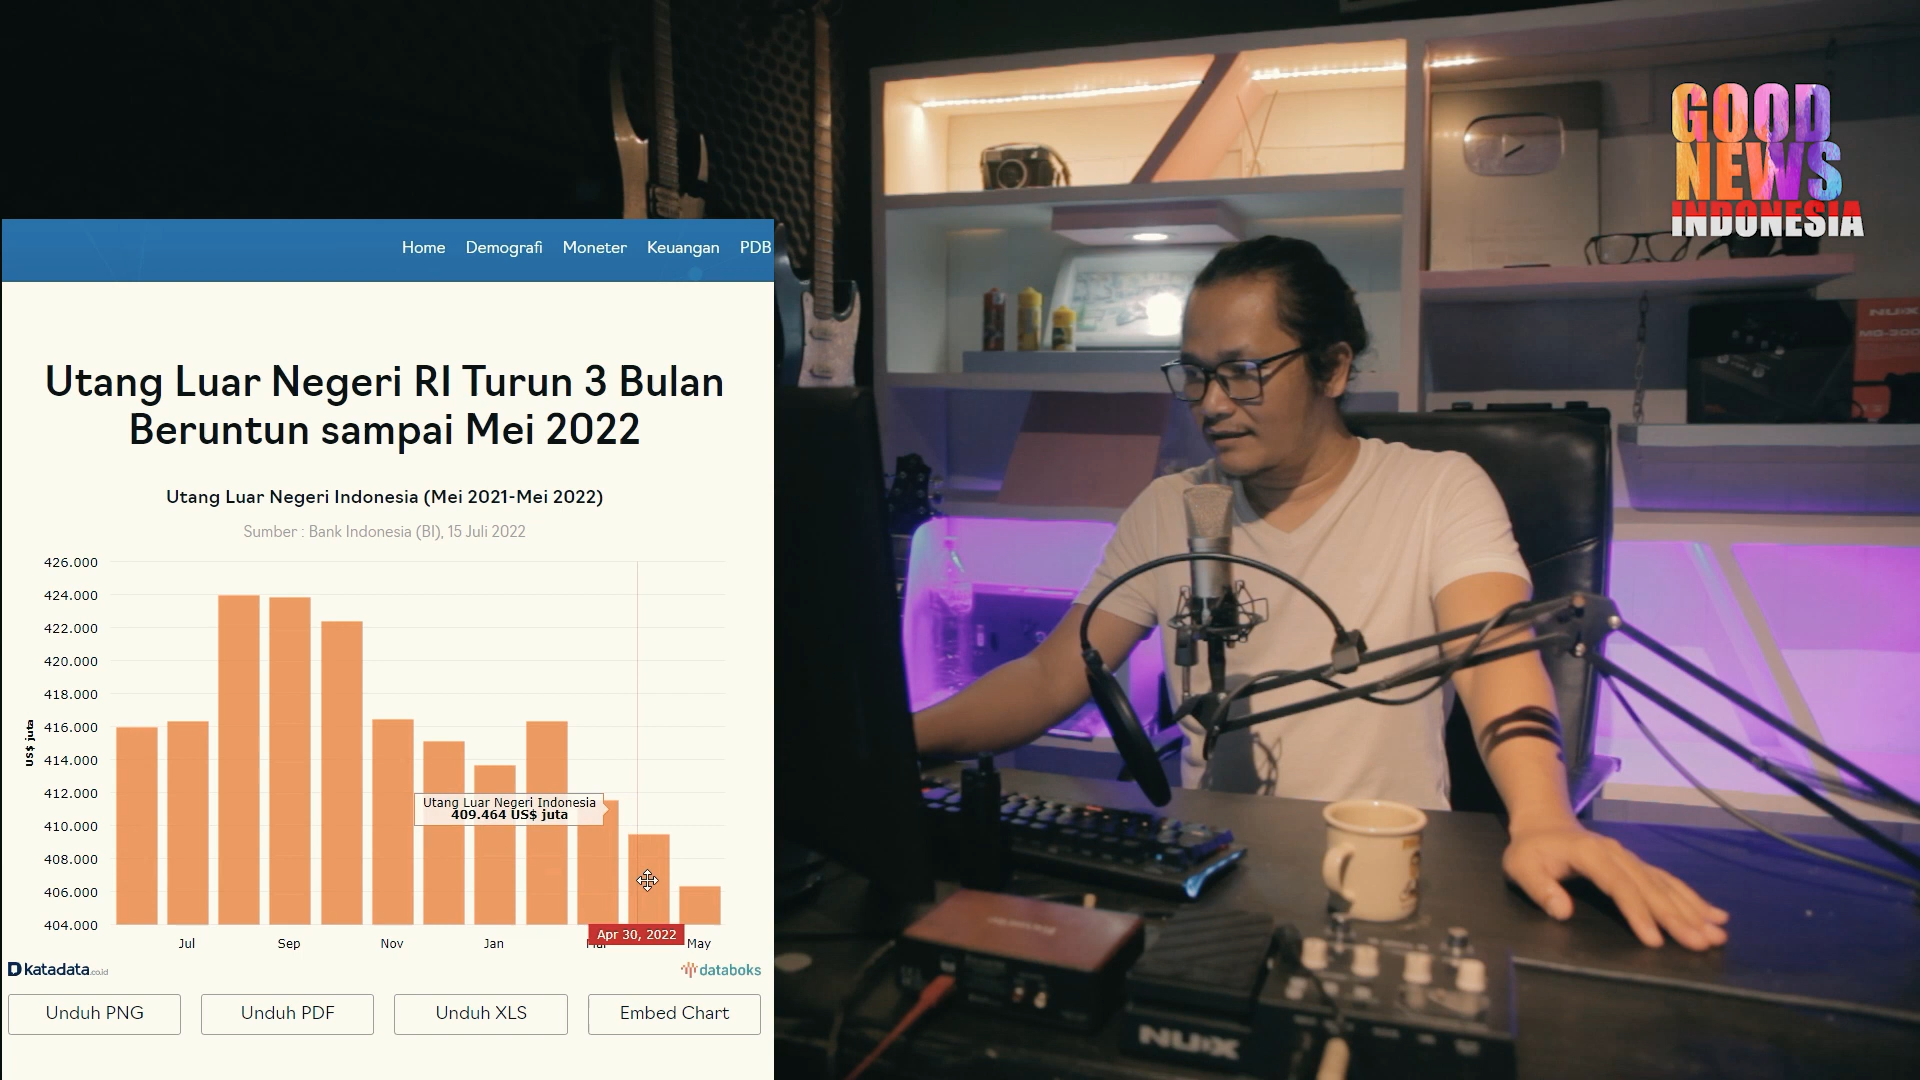 Home Demografi Moneter Keuangan PDB
Utang Luar Negeri RI Turun 3 Bulan
Beruntun sampai Mei 2022
Utang Luar Negeri Indonesia (Mei 2021-Mei 2022)
Sumber : Bank Indonesia (BI), 15 Juli 2022
US$ juta
426.000
424.000
422.000
420.000
418.000
416.000
414.000
412.000
410.000
408.000
406.000
404.000
Utang Luar Negeri Indonesia
409.464 US$ juta
Apr 30, 2022
Jul Sep Nov Jan Mar May
katadata.co.id
databoks
Unduh PNG Unduh PDF Unduh XLS Embed Chart
GOOD
NEWS
INDONESIA
NUX
NUX